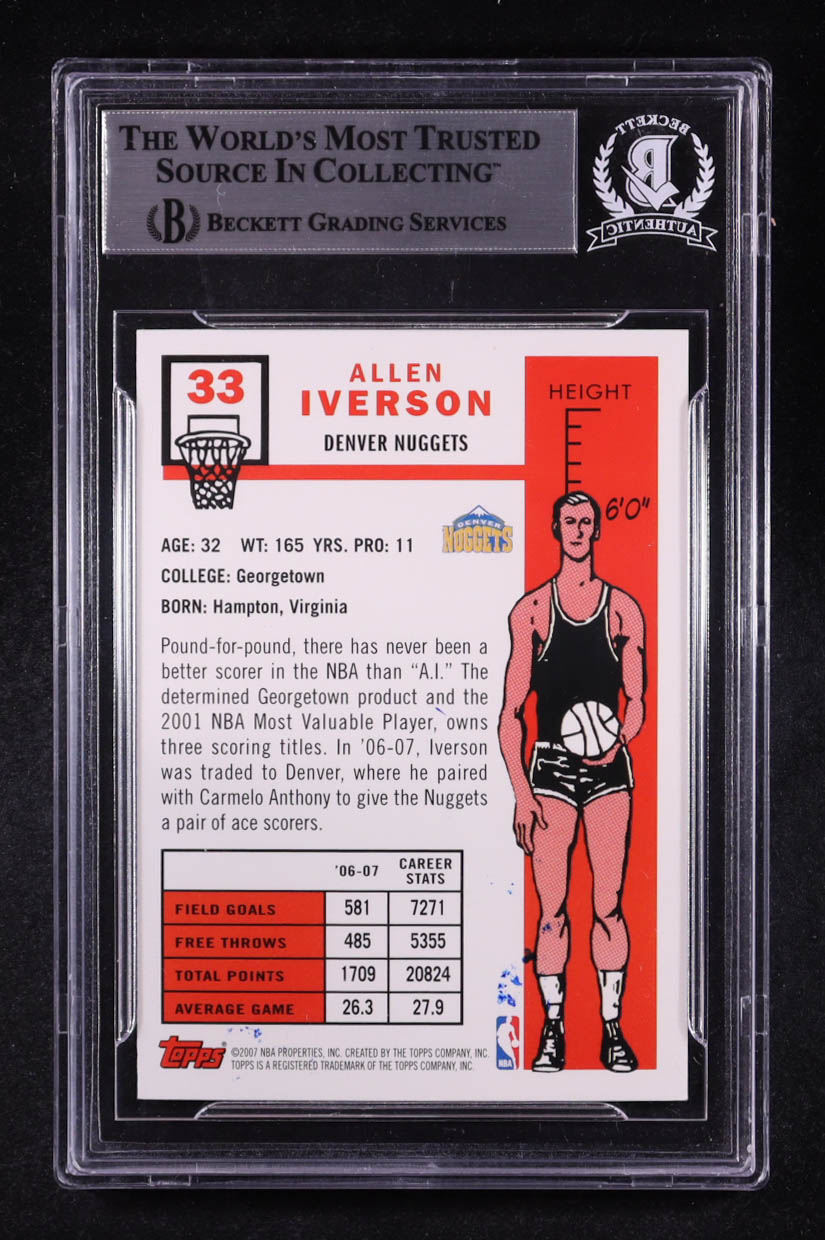 THE WORLD'S MOST TRUSTED
SOURCE IN COLLECTING™
B BECKETT GRADING SERVICES
BECKETT
B
AUTHENTIC
33
ALLEN
IVERSON
DENVER NUGGETS
HEIGHT
6'0"
DENVER
NUGGETS
AGE: 32 WT: 165 YRS. PRO: 11
COLLEGE: Georgetown
BORN: Hampton, Virginia
Pound-for-pound, there has never been a
better scorer in the NBA than “A.I.” The
determined Georgetown product and the
2001 NBA Most Valuable Player, owns
three scoring titles. In ’06-07, Iverson
was traded to Denver, where he paired
with Carmelo Anthony to give the Nuggets
a pair of ace scorers.
'06-07 CAREER STATS
FIELD GOALS 581 7271
FREE THROWS 485 5355
TOTAL POINTS 1709 20824
AVERAGE GAME 26.3 27.9
topps®
©2007 NBA PROPERTIES, INC. CREATED BY THE TOPPS COMPANY, INC.
TOPPS IS A REGISTERED TRADEMARK OF THE TOPPS COMPANY, INC.
NBA